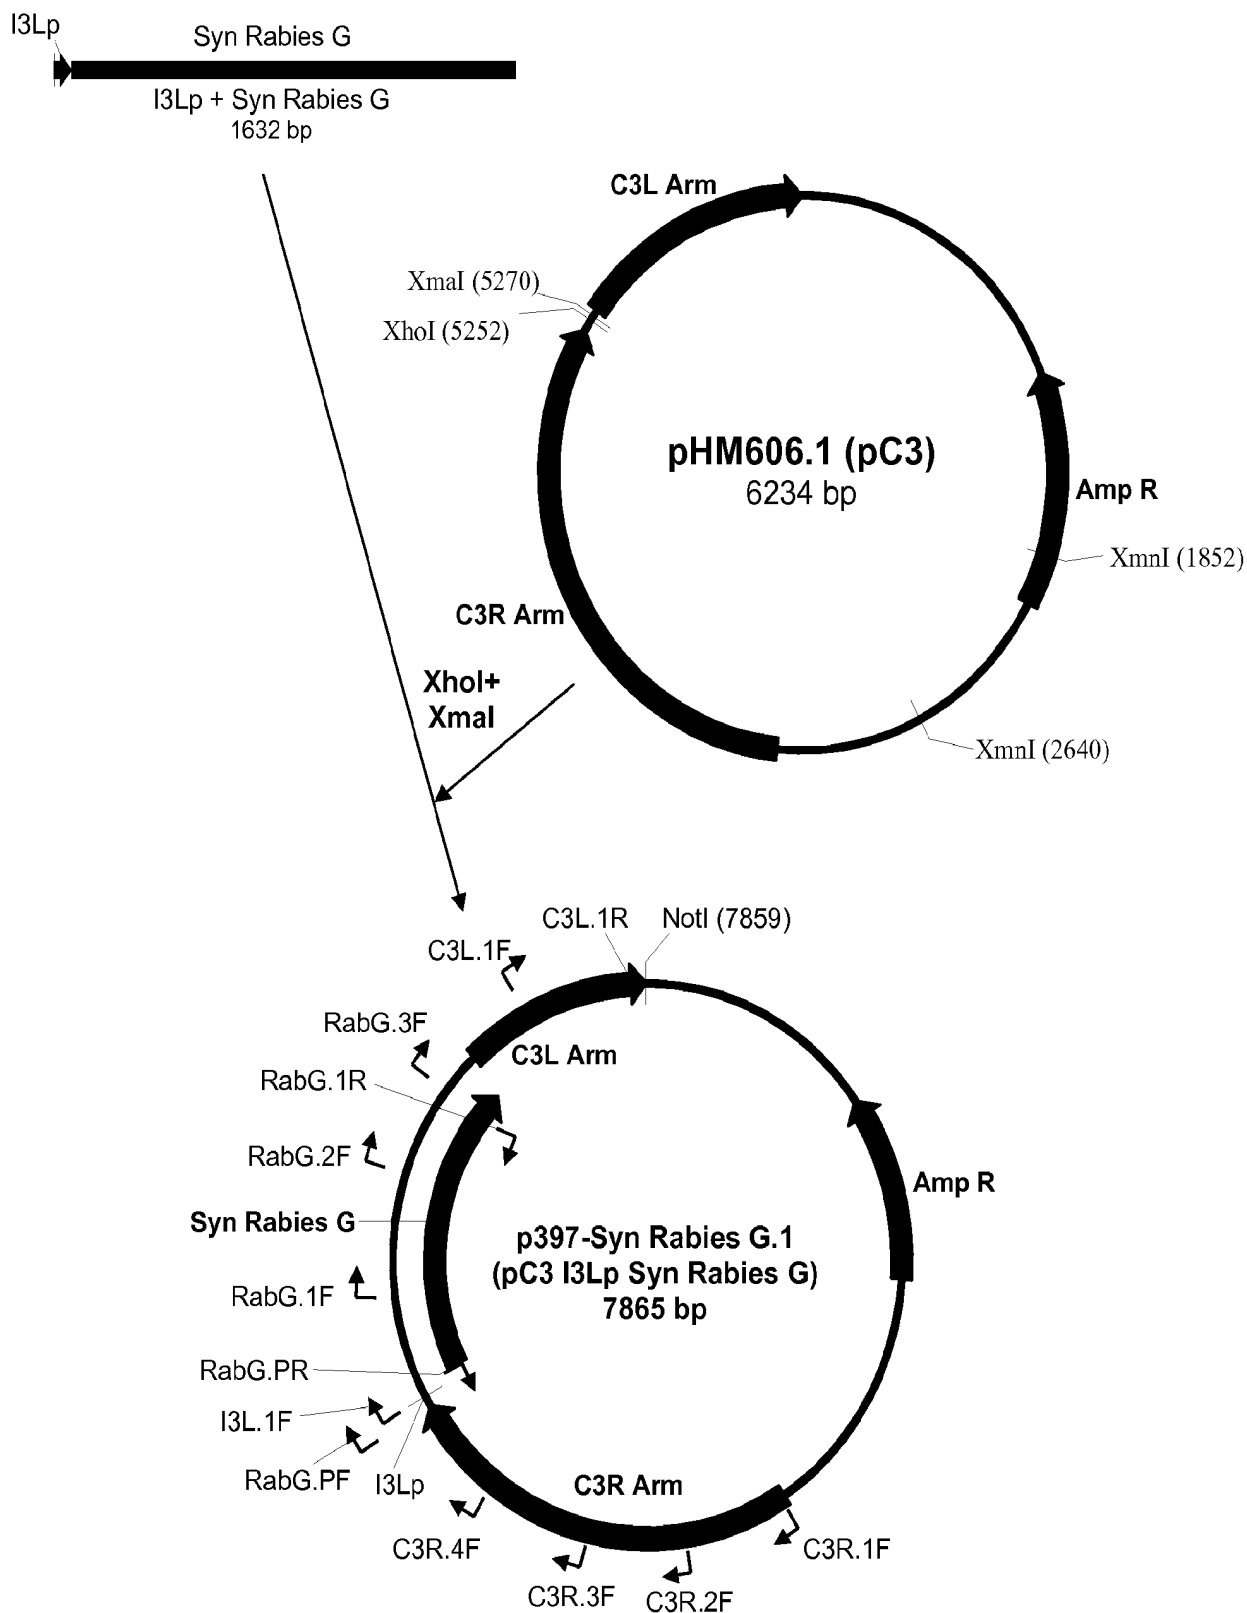 I3Lp
Syn Rabies G
I3Lp + Syn Rabies G
1632 bp
C3L Arm
XmaI (5270)
XhoI (5252)
pHM606.1 (pC3)
6234 bp
Amp R
XmnI (1852)
C3R Arm
XhoI+
XmaI
XmnI (2640)
C3L.1R
NotI (7859)
C3L.1F
RabG.3F
C3L Arm
RabG.1R
RabG.2F
Amp R
Syn Rabies G
p397-Syn Rabies G.1
(pC3 I3Lp Syn Rabies G)
7865 bp
RabG.1F
RabG.PR
I3L.1F
RabG.PF
I3Lp
C3R Arm
C3R.4F
C3R.1F
C3R.3F
C3R.2F